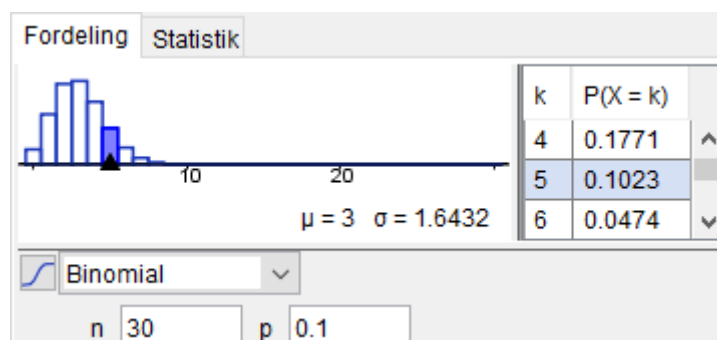 Fordeling Statistik
k P(X = k)
4 0.1771
5 0.1023
6 0.0474
10 20
μ = 3 σ = 1.6432
Binomial
n 30 p 0.1